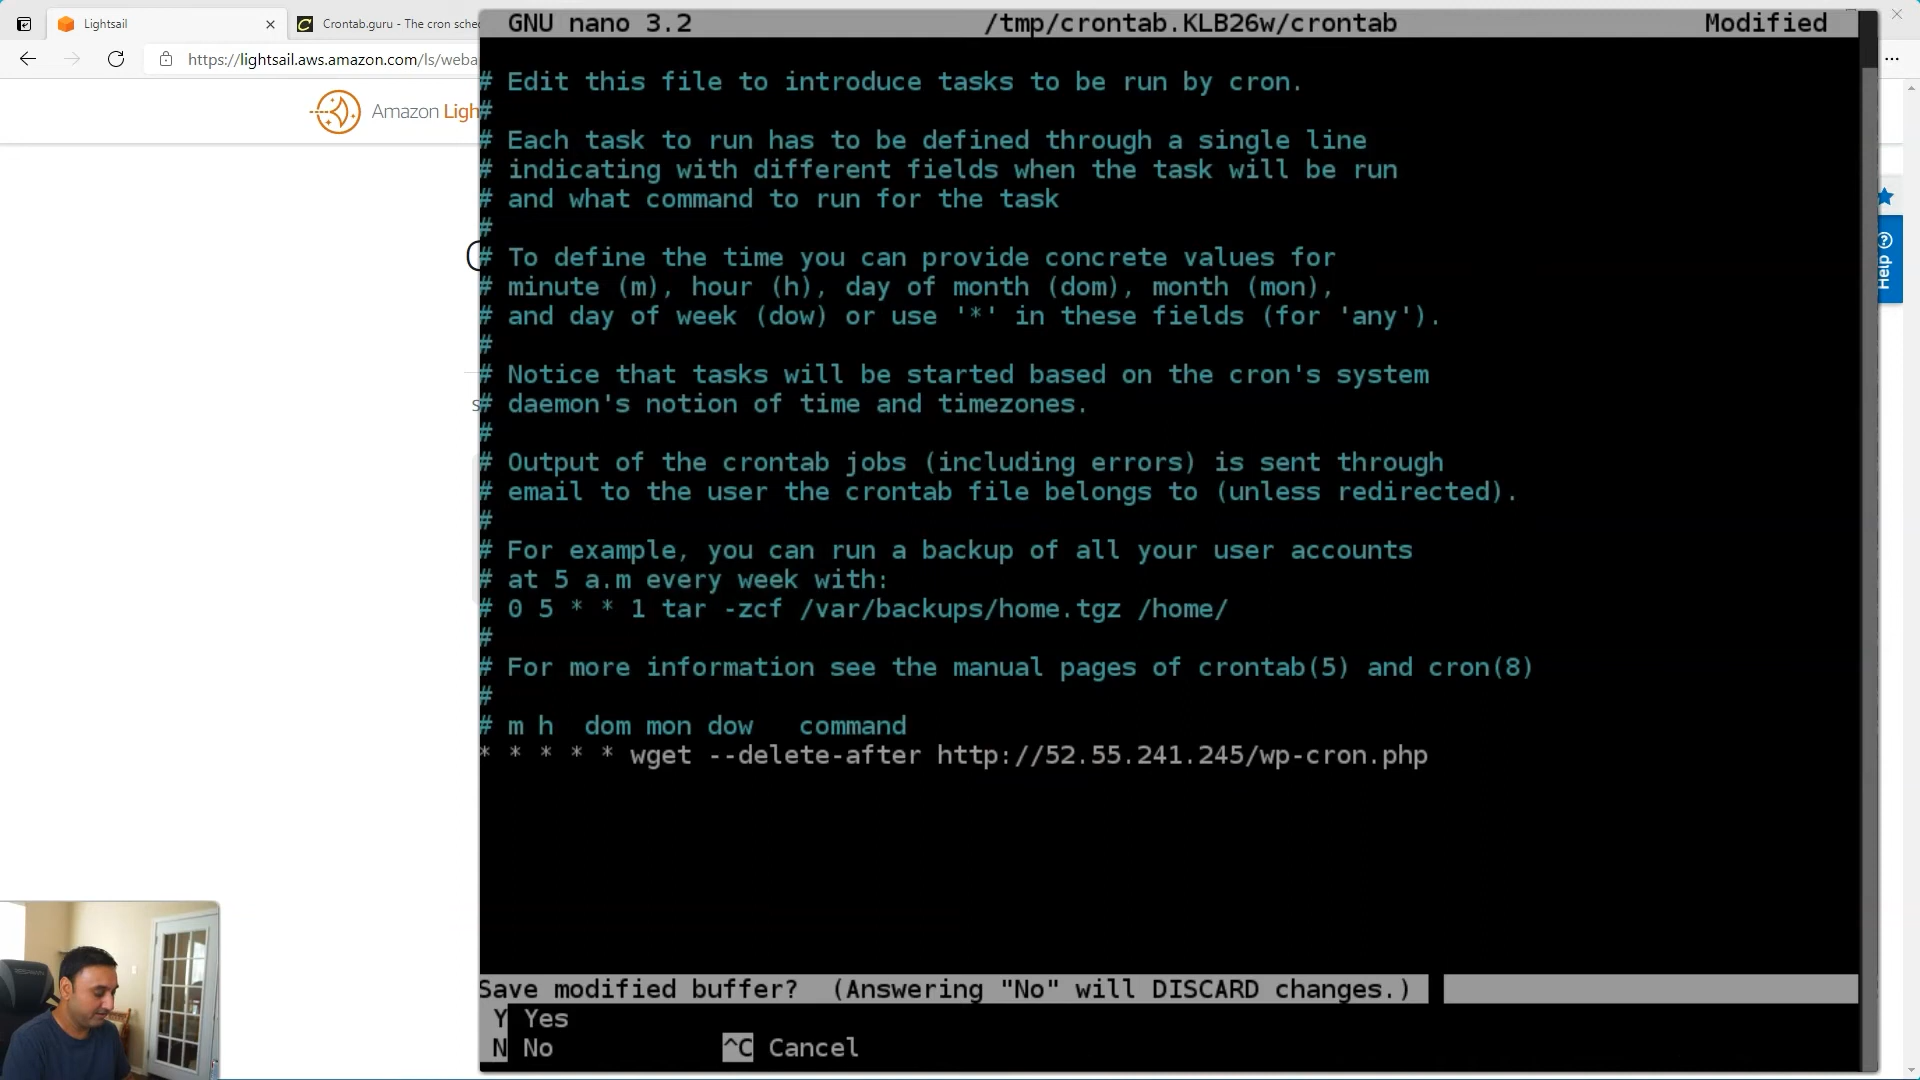 Lightsail
Crontab.guru - The cron sche
https://lightsail.aws.amazon.com/ls/weba
Amazon Ligh
GNU nano 3.2 /tmp/crontab.KLB26w/crontab Modified
# Edit this file to introduce tasks to be run by cron.
#
# Each task to run has to be defined through a single line
# indicating with different fields when the task will be run
# and what command to run for the task
#
# To define the time you can provide concrete values for
# minute (m), hour (h), day of month (dom), month (mon),
# and day of week (dow) or use '*' in these fields (for 'any').
#
# Notice that tasks will be started based on the cron's system
# daemon's notion of time and timezones.
#
# Output of the crontab jobs (including errors) is sent through
# email to the user the crontab file belongs to (unless redirected).
#
# For example, you can run a backup of all your user accounts
# at 5 a.m every week with:
# 0 5 * * 1 tar -zcf /var/backups/home.tgz /home/
#
# For more information see the manual pages of crontab(5) and cron(8)
#
# m h  dom mon dow   command
* * * * * wget --delete-after http://52.55.241.245/wp-cron.php
Save modified buffer?  (Answering "No" will DISCARD changes.)
Y Yes
N No ^C Cancel
Help